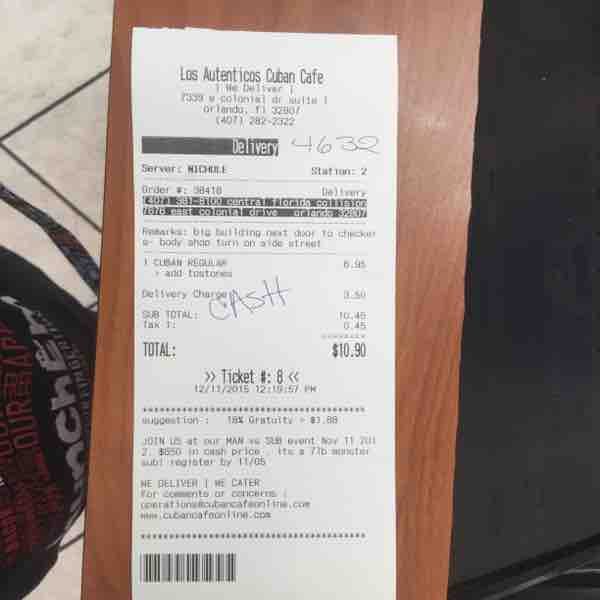 Los Autenticos Cuban Cafe
| We Deliver |
7339 e colonial dr suite 1
orlando, fl 32807
(407) 282-2322
Delivery 4632
Server: NICHOLE Station: 2
Order #: 38418 Delivery
(407) 381-8100 central florida collision
7676 east colonial drive orlando 32807
Remarks: big building next door to checker
s- body shop turn on side street
1 CUBAN REGULAR 6.95
> add tostones
Delivery Charge 3.50
CASH
SUB TOTAL: 10.45
Tax 1: 0.45
TOTAL: $10.90
>> Ticket #: 8 <<
12/11/2015 12:19:57 PM
suggestion : 18% Gratuity = $1.88
JOIN US at our MAN vs SUB event Nov 11 201
2. $850 in cash price . its a 77b monster
sub! register by 11/05
WE DELIVER | WE CATER
for comments or concerns :
operations@cubancafeonline.com
www.cubancafeonline.com